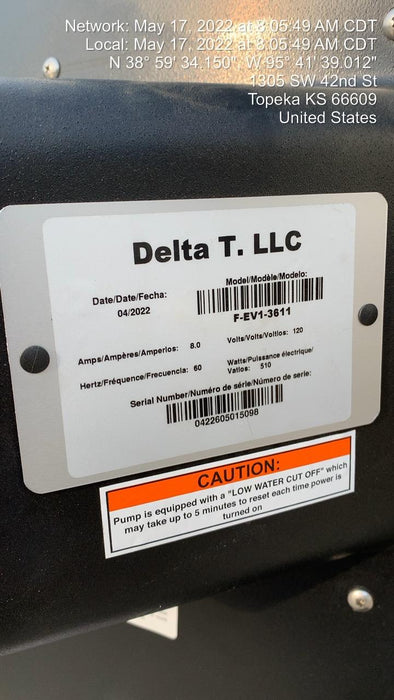 Network: May 17, 2022 at 8:05:49 AM CDT
Local: May 17, 2022 at 8:05:49 AM CDT
N 38° 59' 34.150", W 95° 41' 39.012"
1305 SW 42nd St
Topeka KS 66609
United States
Delta T. LLC
Date/Date/Fecha:
04/2022
Model/Modèle/Modelo:
F-EV1-3611
Amps/Ampères/Amperios: 8.0
Volts/Volts/Voltios: 120
Hertz/Fréquence/Frecuencia: 60
Watts/Puissance électrique/
Vatios: 510
Serial Number/Numéro de série/Número de serie:
0422605015098
CAUTION:
Pump is equipped with a "LOW WATER CUT OFF" which
may take up to 5 minutes to reset each time power is
turned on